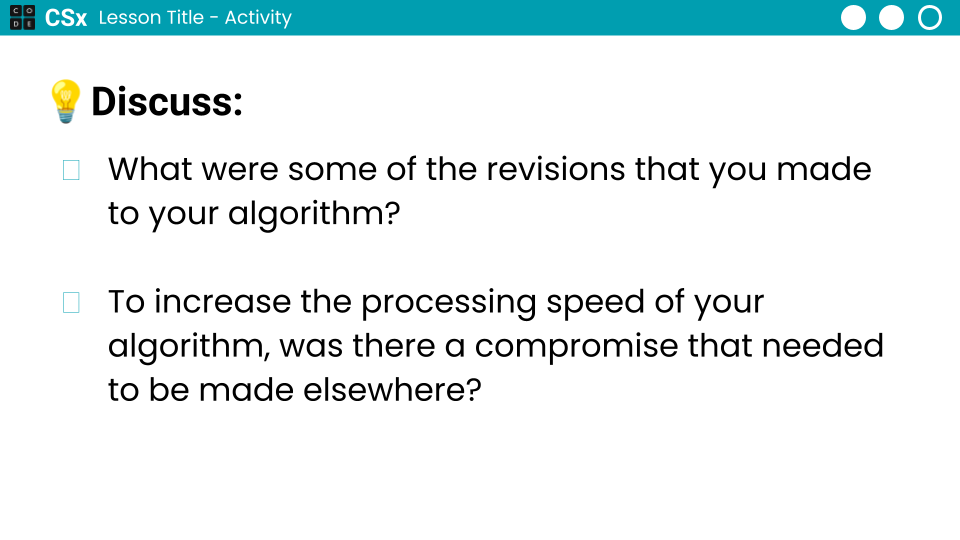 CODE
CSx Lesson Title - Activity
Discuss:
What were some of the revisions that you made
to your algorithm?
To increase the processing speed of your
algorithm, was there a compromise that needed
to be made elsewhere?